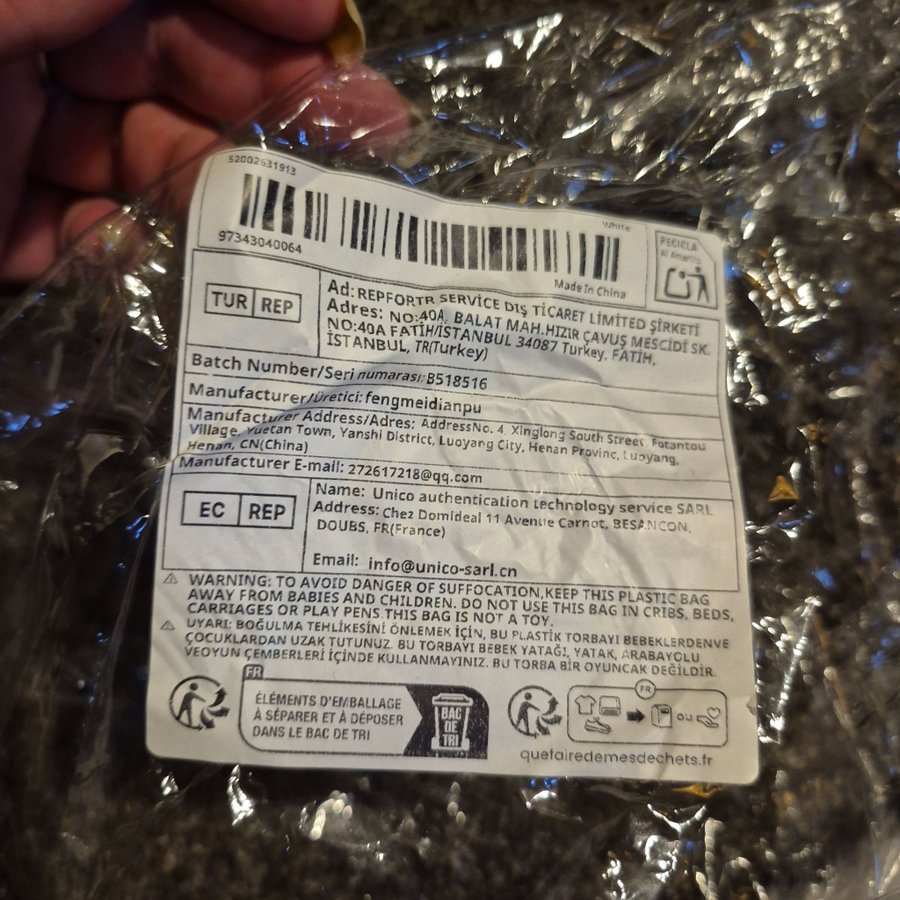 52002631913
97343040064
White
Made In China
RECICLA
Al Amarillo
TUR REP
Ad: REPFORTR SERVİCE DIŞ TİCARET LİMİTED ŞİRKETİ
Adres: NO:40A, BALAT MAH.HIZIR ÇAVUŞ MESCİDİ SK.
NO:40A FATİH/İSTANBUL 34087 Turkey, FATİH,
İSTANBUL, TR(Turkey)
Batch Number/Seri numarası: B518516
Manufacturer/Üretici: fengmeidianpu
Manufacturer Address/Adres: AddressNo. 4, Xinglong South Street, Potantou
Village, Yuetan Town, Yanshi District, Luoyang City, Henan Provinc, Luoyang,
Henan, CN(China)
Manufacturer E-mail: 272617218@qq.com
EC REP
Name: Unico authentication technology service SARL
Address: Chez Domideal 11 Avenue Carnot, BESANCON,
DOUBS, FR(France)
Email: info@unico-sarl.cn
WARNING: TO AVOID DANGER OF SUFFOCATION,KEEP THIS PLASTIC BAG
AWAY FROM BABIES AND CHILDREN. DO NOT USE THIS BAG IN CRIBS, BEDS,
CARRIAGES OR PLAY PENS THIS BAG IS NOT A TOY.
UYARI: BOĞULMA TEHLİKESİNİ ÖNLEMEK İÇİN, BU PLASTİK TORBAYI BEBEKLERDENVE
ÇOCUKLARDAN UZAK TUTUNUZ. BU TORBAYI BEBEK YATAĞI, YATAK, ARABAYOLU
VEOYUN ÇEMBERLERİ İÇİNDE KULLANMAYINIZ. BU TORBA BİR OYUNCAK DEĞİLDİR.
FR
ÉLÉMENTS D'EMBALLAGE
À SÉPARER ET À DÉPOSER
DANS LE BAC DE TRI
BAC
DE
TRI
FR
OU
quefairedemesdechets.fr